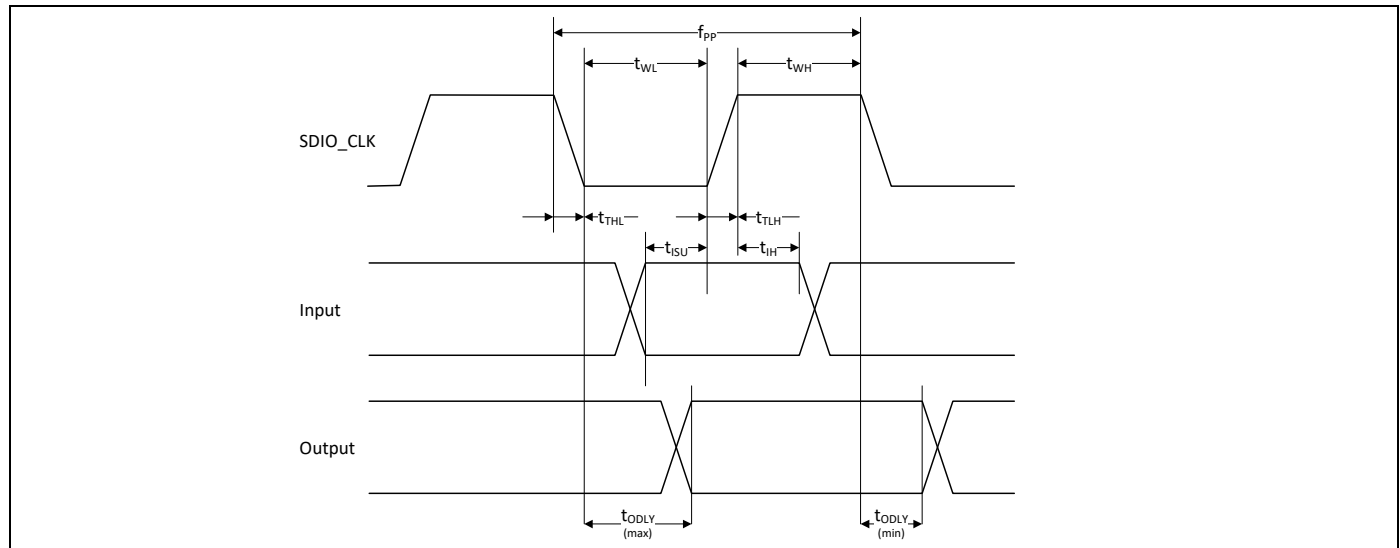 fPP
tWL
tWH
SDIO_CLK
tTHL
tTLH
tISU
tIH
Input
Output
tODLY
(max)
tODLY
(min)